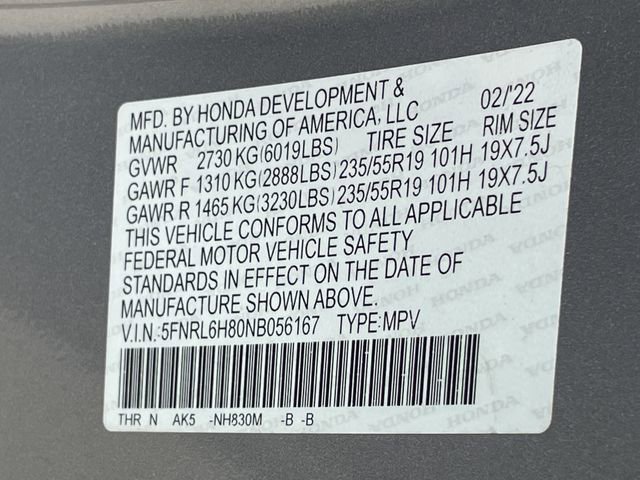 MFD. BY HONDA DEVELOPMENT &
MANUFACTURING OF AMERICA, LLC 02/'22
GVWR 2730 KG(6019LBS) TIRE SIZE RIM SIZE
GAWR F 1310 KG(2888LBS)235/55R19 101H 19X7.5J
GAWR R 1465 KG(3230LBS)235/55R19 101H 19X7.5J
THIS VEHICLE CONFORMS TO ALL APPLICABLE
FEDERAL MOTOR VEHICLE SAFETY
STANDARDS IN EFFECT ON THE DATE OF
MANUFACTURE SHOWN ABOVE.
V.I.N.:5FNRL6H80NB056167 TYPE:MPV
THR N AK5 -NH830M -B -B